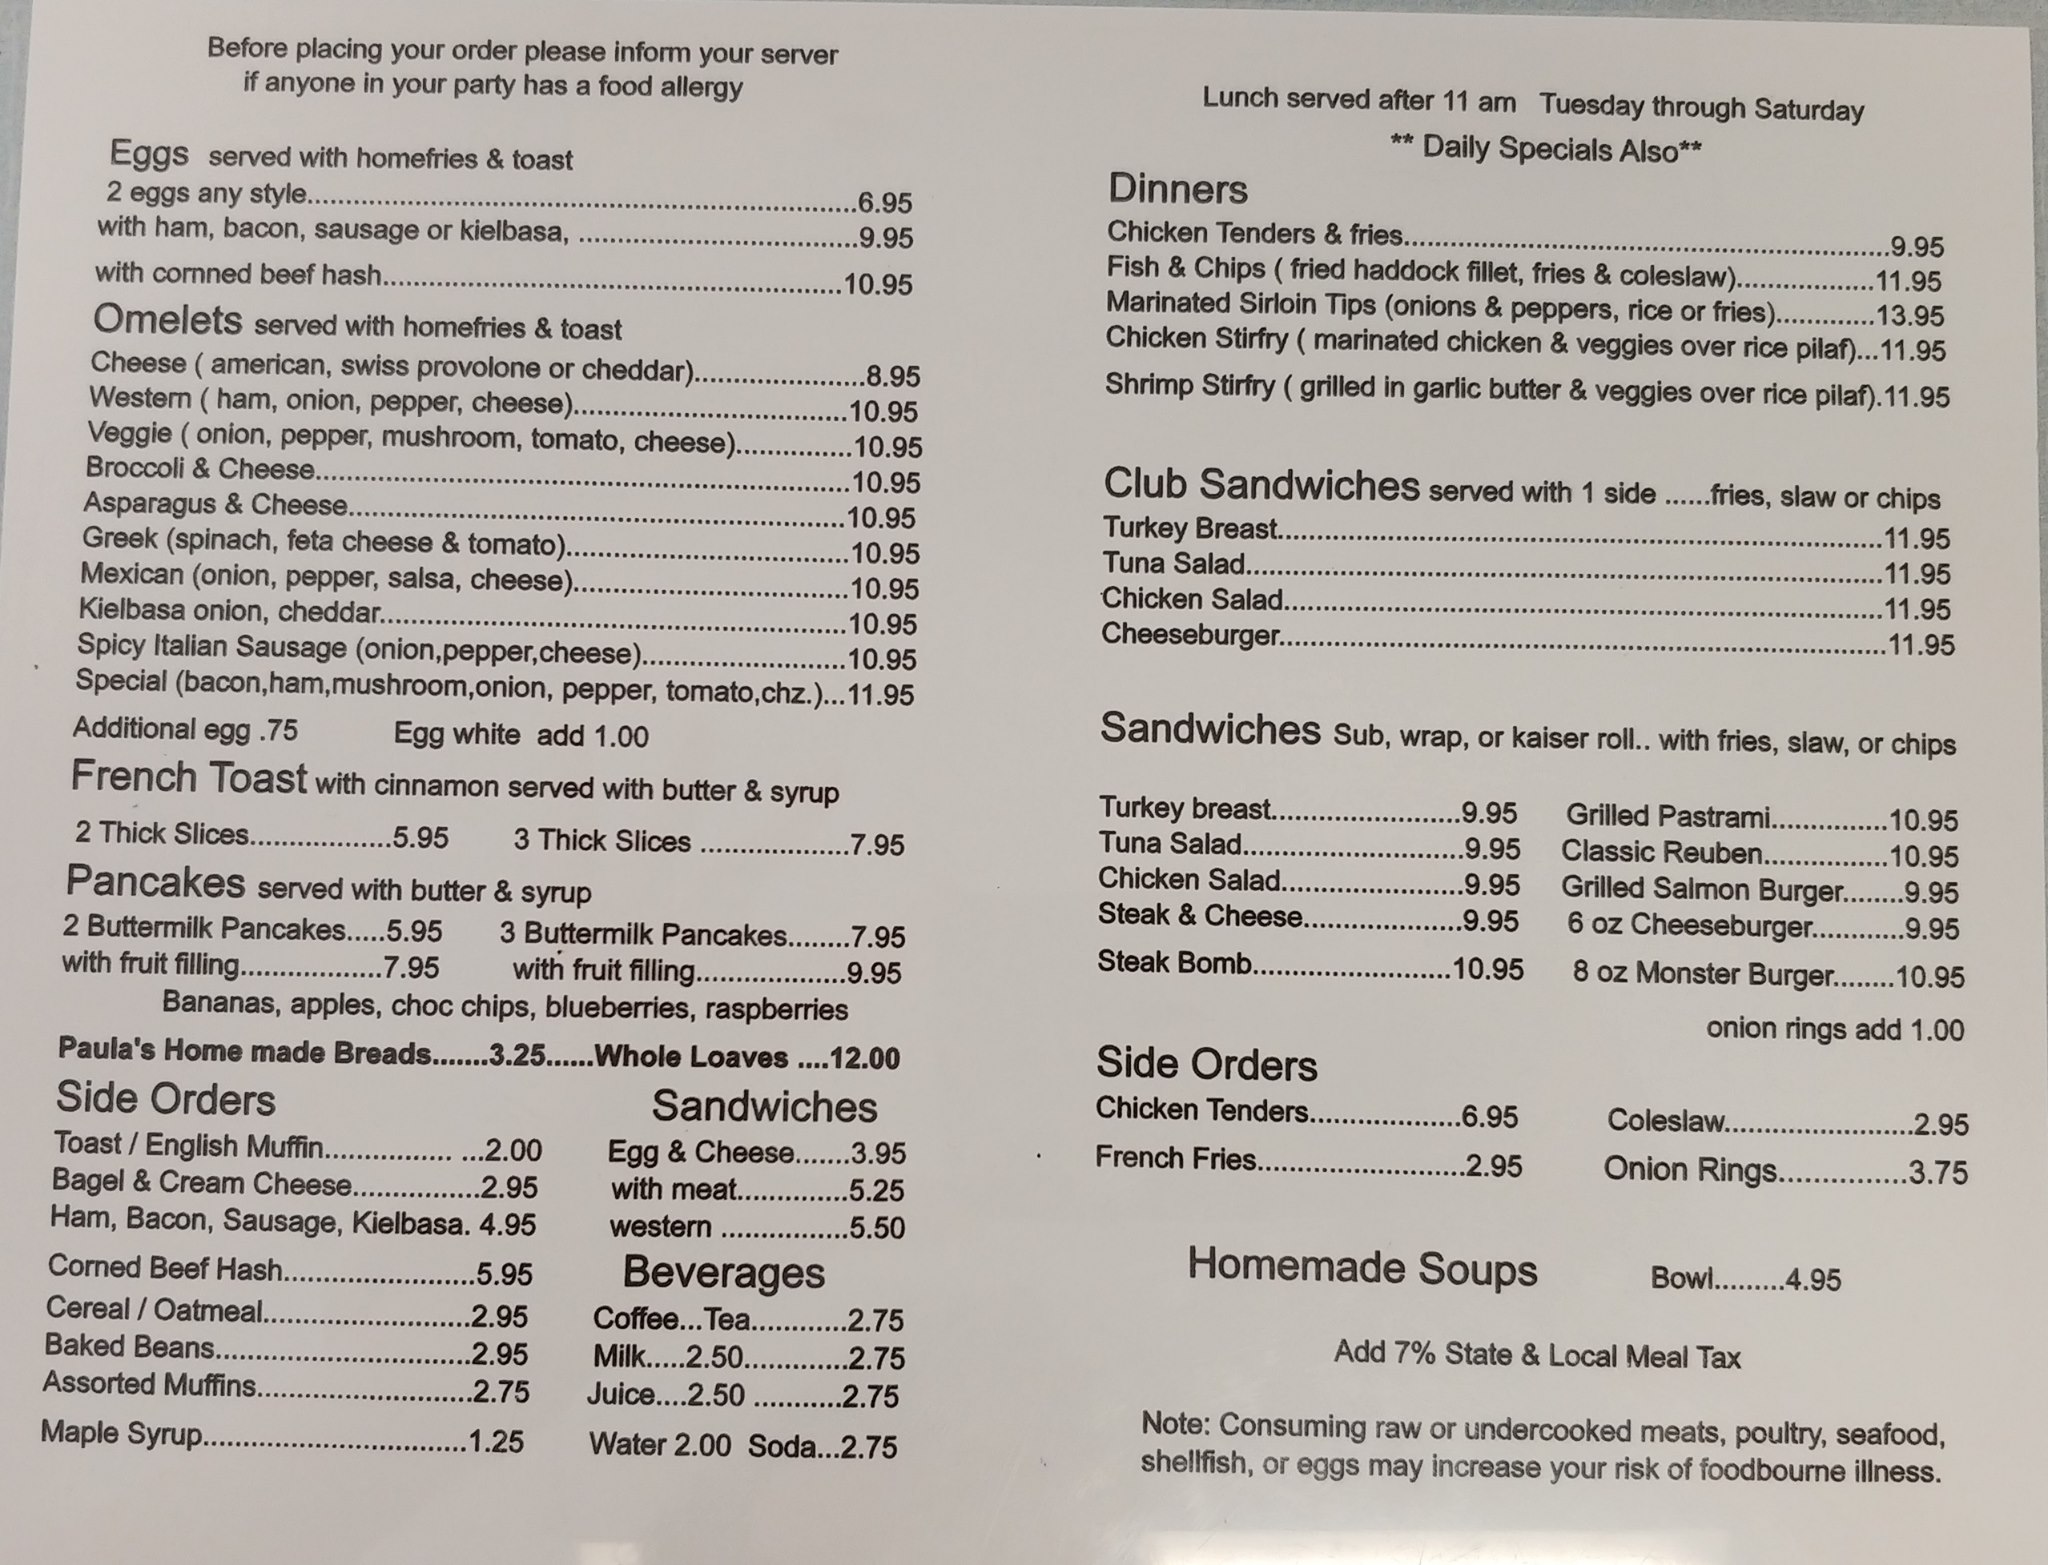 Before placing your order please inform your server
if anyone in your party has a food allergy
Eggs served with homefries & toast
2 eggs any style..........6.95
with ham, bacon, sausage or kielbasa, ..........9.95
with cornned beef hash..........10.95
Omelets served with homefries & toast
Cheese ( american, swiss provolone or cheddar)..........8.95
Western ( ham, onion, pepper, cheese)..........10.95
Veggie ( onion, pepper, mushroom, tomato, cheese)..........10.95
Broccoli & Cheese..........10.95
Asparagus & Cheese..........10.95
Greek (spinach, feta cheese & tomato)..........10.95
Mexican (onion, pepper, salsa, cheese)..........10.95
Kielbasa onion, cheddar..........10.95
Spicy Italian Sausage (onion,pepper,cheese)..........10.95
Special (bacon,ham,mushroom,onion, pepper, tomato,chz.)...11.95
Additional egg .75 Egg white add 1.00
French Toast with cinnamon served with butter & syrup
2 Thick Slices..........5.95 3 Thick Slices ..........7.95
Pancakes served with butter & syrup
2 Buttermilk Pancakes.....5.95 3 Buttermilk Pancakes........7.95
with fruit filling..........7.95 with fruit filling..........9.95
Bananas, apples, choc chips, blueberries, raspberries
Paula's Home made Breads.......3.25......Whole Loaves ....12.00
Side Orders
Toast / English Muffin.......... ...2.00
Bagel & Cream Cheese..........2.95
Ham, Bacon, Sausage, Kielbasa. 4.95
Corned Beef Hash..........5.95
Cereal / Oatmeal..........2.95
Baked Beans..........2.95
Assorted Muffins..........2.75
Maple Syrup..........1.25
Sandwiches
Egg & Cheese.......3.95
with meat..........5.25
western ..........5.50
Beverages
Coffee...Tea..........2.75
Milk.....2.50..........2.75
Juice....2.50 ..........2.75
Water 2.00 Soda...2.75
Lunch served after 11 am Tuesday through Saturday
** Daily Specials Also**
Dinners
Chicken Tenders & fries..........9.95
Fish & Chips ( fried haddock fillet, fries & coleslaw)..........11.95
Marinated Sirloin Tips (onions & peppers, rice or fries)..........13.95
Chicken Stirfry ( marinated chicken & veggies over rice pilaf)...11.95
Shrimp Stirfry ( grilled in garlic butter & veggies over rice pilaf).11.95
Club Sandwiches served with 1 side ......fries, slaw or chips
Turkey Breast..........11.95
Tuna Salad..........11.95
Chicken Salad..........11.95
Cheeseburger..........11.95
Sandwiches Sub, wrap, or kaiser roll.. with fries, slaw, or chips
Turkey breast..........9.95 Grilled Pastrami..........10.95
Tuna Salad..........9.95 Classic Reuben..........10.95
Chicken Salad..........9.95 Grilled Salmon Burger........9.95
Steak & Cheese..........9.95 6 oz Cheeseburger..........9.95
Steak Bomb..........10.95 8 oz Monster Burger........10.95
onion rings add 1.00
Side Orders
Chicken Tenders..........6.95 Coleslaw..........2.95
French Fries..........2.95 Onion Rings..........3.75
Homemade Soups Bowl.........4.95
Add 7% State & Local Meal Tax
Note: Consuming raw or undercooked meats, poultry, seafood,
shellfish, or eggs may increase your risk of foodbourne illness.